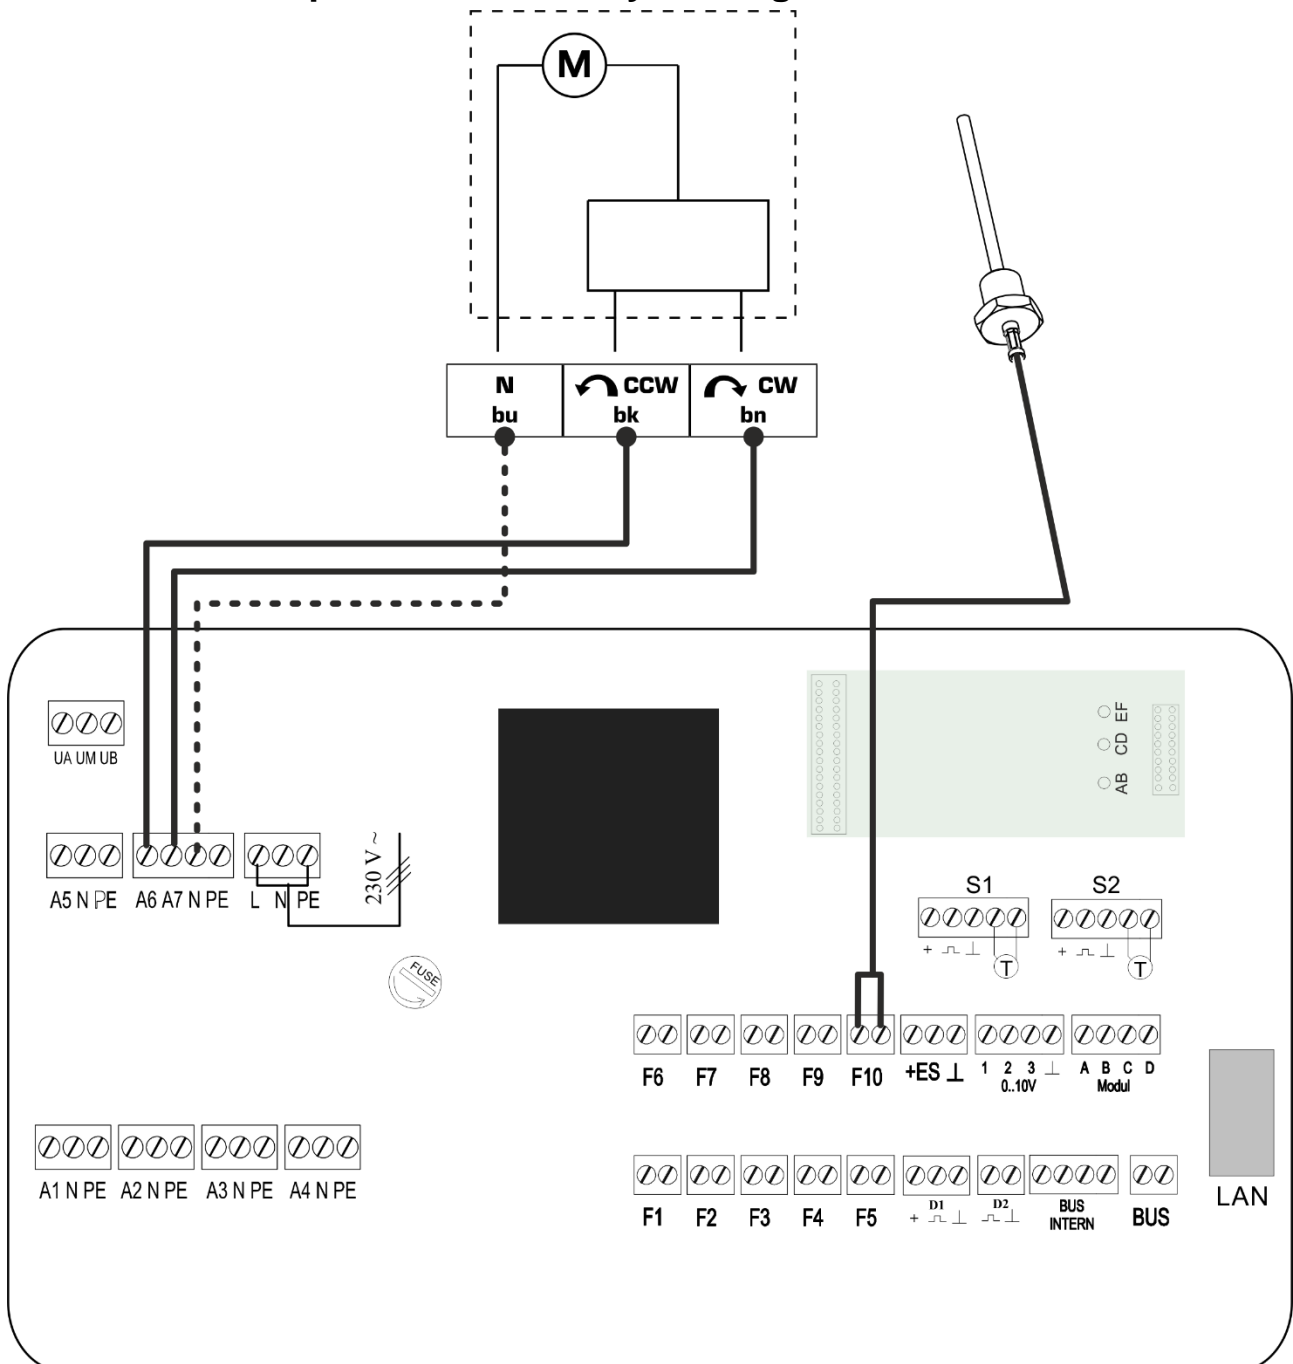 M
N CCW CW
bu bk bn
EF
CD
AB
UA UM UB
230 V ~
A5 N PE A6 A7 N PE L N PE
S1 S2
+ ⎍ ⊥ + ⎍ ⊥
T T
FUSE
F6 F7 F8 F9 F10 +ES ⊥ 1 2 3 ⊥ A B C D
0..10V Modul
A1 N PE A2 N PE A3 N PE A4 N PE
F1 F2 F3 F4 F5 D1 D2 BUS BUS
+ ⎍ ⊥ ⎍ ⊥ INTERN
LAN